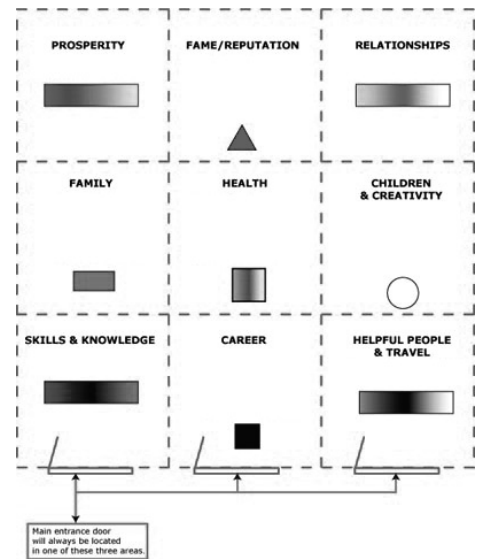 PROSPERITY
FAME/REPUTATION
RELATIONSHIPS
FAMILY
HEALTH
CHILDREN
& CREATIVITY
SKILLS & KNOWLEDGE
CAREER
HELPFUL PEOPLE
& TRAVEL
Main entrance door
will always be located
in one of these three areas.